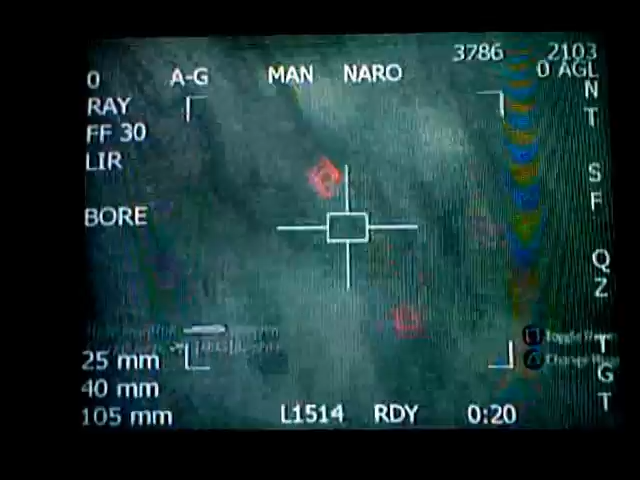 3786 2103
0 A-G MAN NARO 0 AGL
RAY
FF 30
LIR
BORE
N
T
S
F
Q
Z
T
G
T
25 mm
40 mm
105 mm
L1514 RDY 0:20